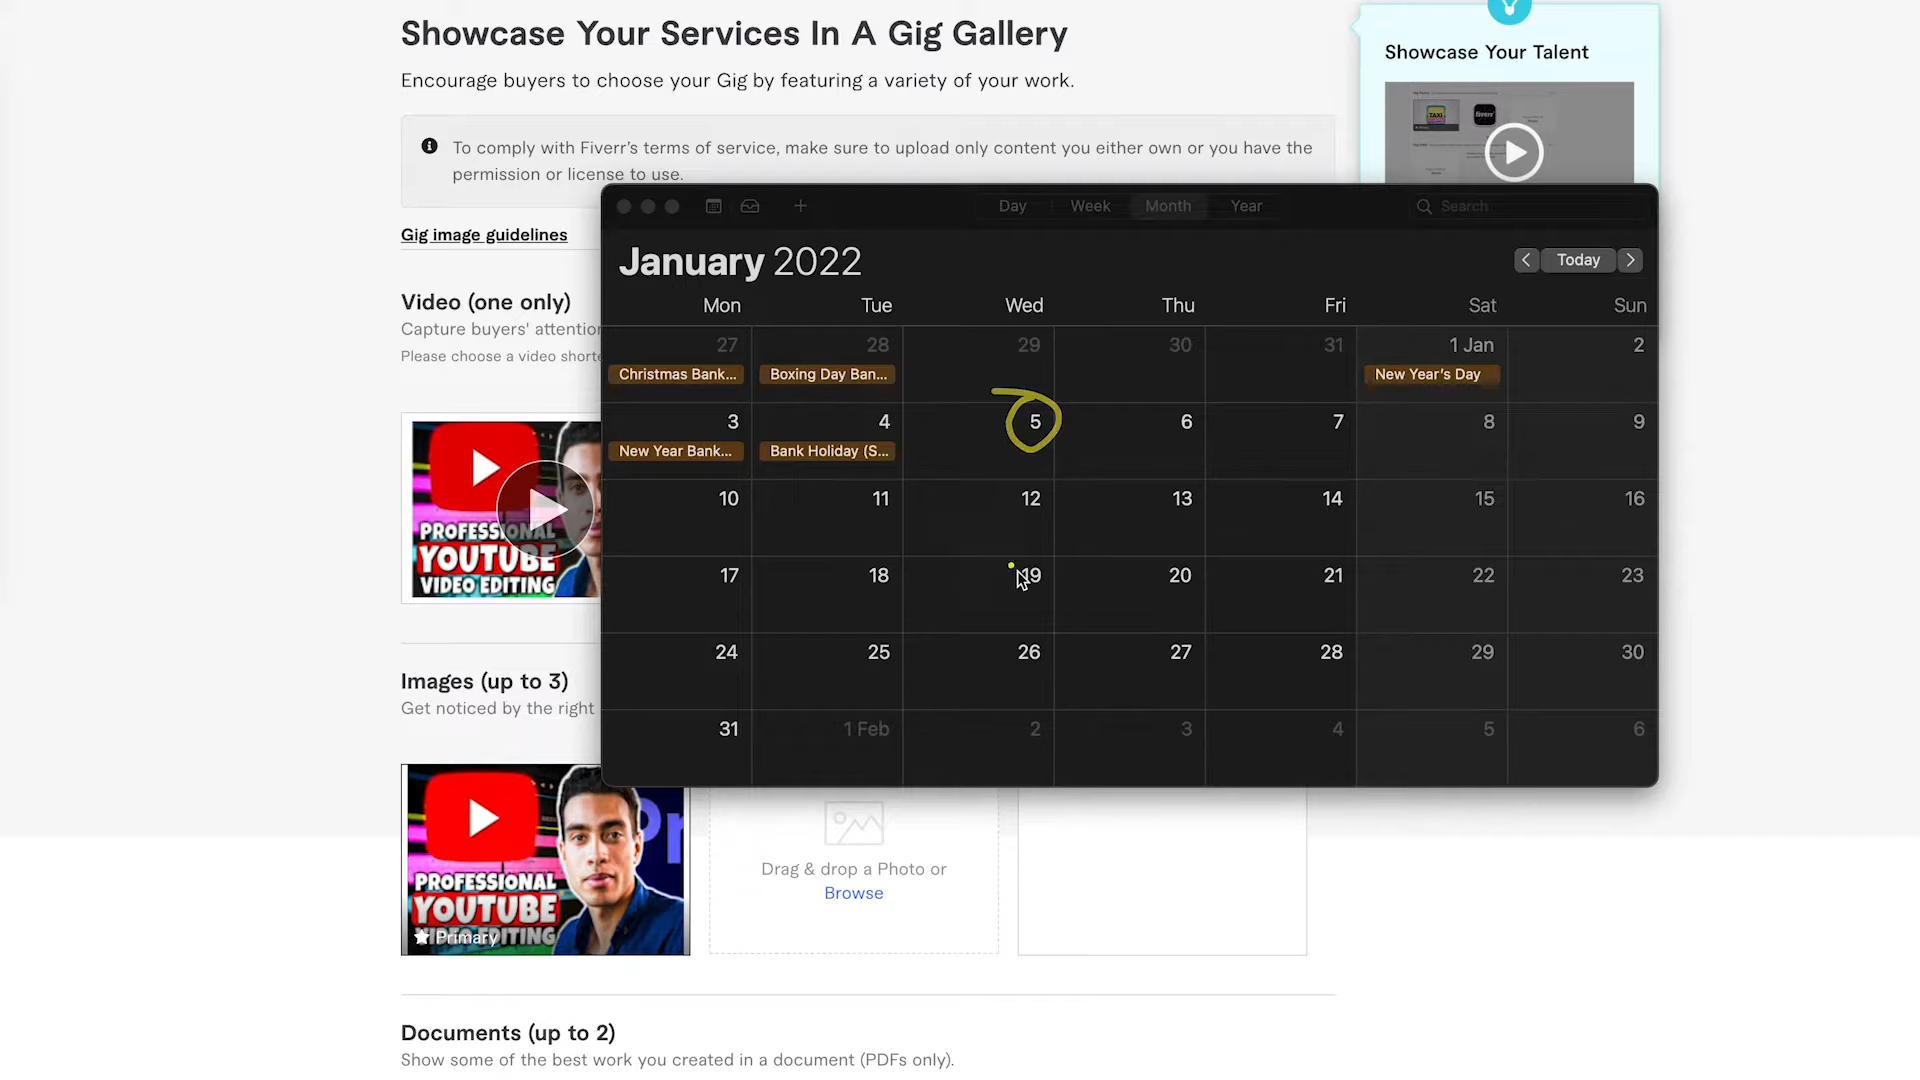 Showcase Your Services In A Gig Gallery
Encourage buyers to choose your Gig by featuring a variety of your work.
To comply with Fiverr's terms of service, make sure to upload only content you either own or you have the
permission or license to use.
Gig image guidelines
Showcase Your Talent
TAXI
fiverr
Video (one only)
Capture buyers' attention
Please choose a video shorte
PROFESSIONAL
YOUTUBE
VIDEO EDITING
Day Week Month Year
Search
January 2022
Today
Mon Tue Wed Thu Fri Sat Sun
27 28 29 30 31 1 Jan 2
Christmas Bank... Boxing Day Ban... New Year's Day
3 4 5 6 7 8 9
New Year Bank... Bank Holiday (S...
10 11 12 13 14 15 16
17 18 19 20 21 22 23
24 25 26 27 28 29 30
31 1 Feb 2 3 4 5 6
Images (up to 3)
Get noticed by the right
Pr
PROFESSIONAL
YOUTUBE
VIDEO EDITING
Primary
Drag & drop a Photo or
Browse
Documents (up to 2)
Show some of the best work you created in a document (PDFs only).